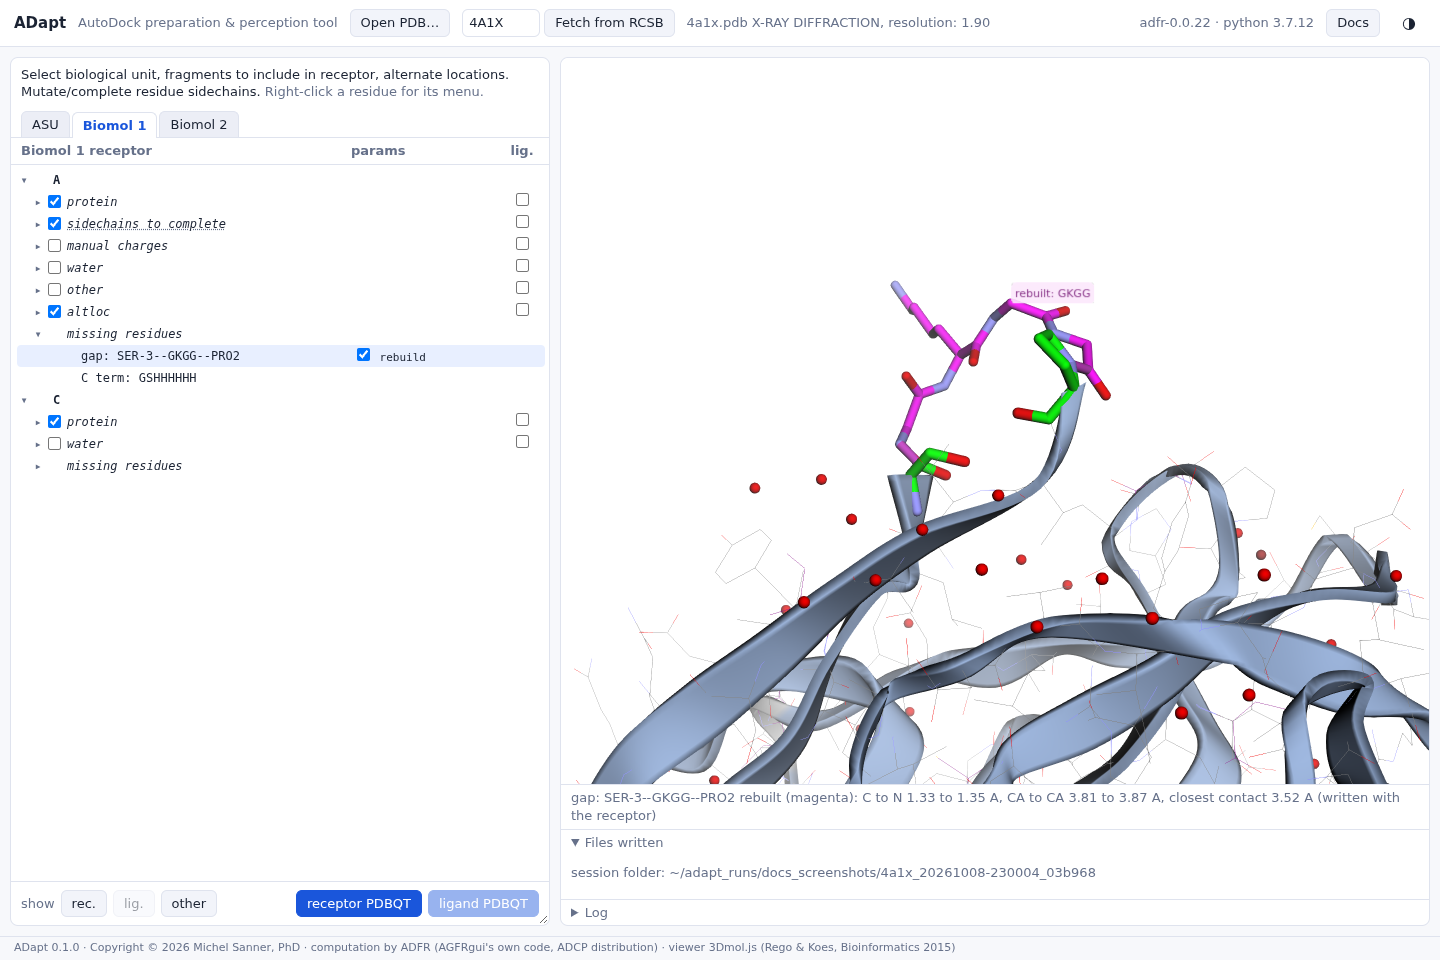 ADapt AutoDock preparation & perception tool Open PDB... 4A1X Fetch from RCSB 4a1x.pdb X-RAY DIFFRACTION, resolution: 1.90 adfr-0.0.22 · python 3.7.12 Docs
Select biological unit, fragments to include in receptor, alternate locations.
Mutate/complete residue sidechains. Right-click a residue for its menu.
ASU Biomol 1 Biomol 2
Biomol 1 receptor params lig.
A
protein
sidechains to complete
manual charges
water
other
altloc
missing residues
gap: SER-3--GKGG--PRO2 rebuild
C term: GSHHHHHH
C
protein
water
missing residues
show rec. lig. other receptor PDBQT ligand PDBQT
rebuilt: GKGG
gap: SER-3--GKGG--PRO2 rebuilt (magenta): C to N 1.33 to 1.35 A, CA to CA 3.81 to 3.87 A, closest contact 3.52 A (written with
the receptor)
Files written
session folder: ~/adapt_runs/docs_screenshots/4a1x_20261008-230004_03b968
Log
ADapt 0.1.0 · Copyright © 2026 Michel Sanner, PhD · computation by ADFR (AGFRgui's own code, ADCP distribution) · viewer 3Dmol.js (Rego & Koes, Bioinformatics 2015)